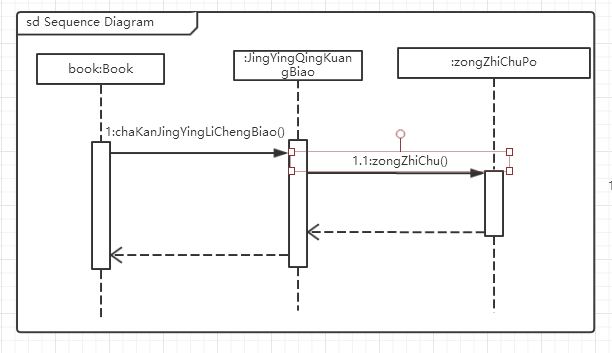 sd Sequence Diagram
book:Book
:JingYingQingKuan
gBiao
:zongZhiChuPo
1:chaKanJingYingLiChengBiao()
1.1:zongZhiChu()